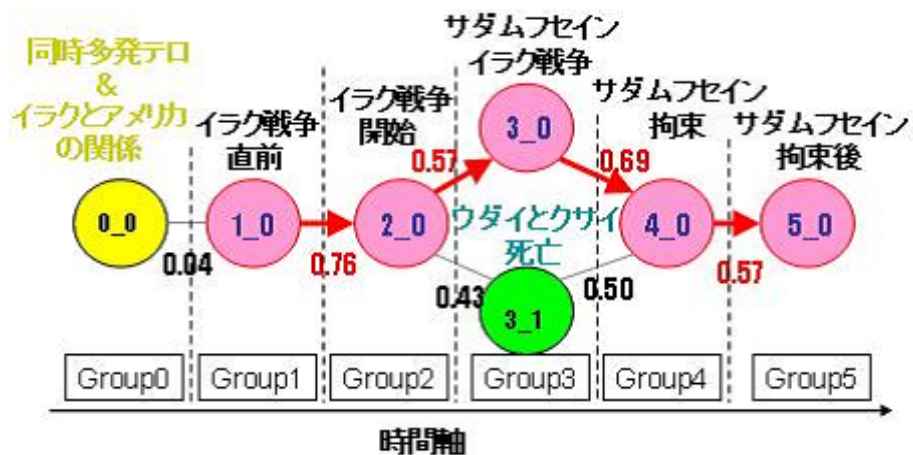 同時多発テロ
&
イラクとアメリカ
の関係
イラク戦争
直前
イラク戦争
開始
サダムフセイン
イラク戦争
サダムフセイン
拘束
サダムフセイン
拘束後
ウダイとクサイ
死亡
0_0
1_0
2_0
3_0
3_1
4_0
5_0
0.04
0.76
0.57
0.43
0.69
0.50
0.57
Group0
Group1
Group2
Group3
Group4
Group5
時間軸